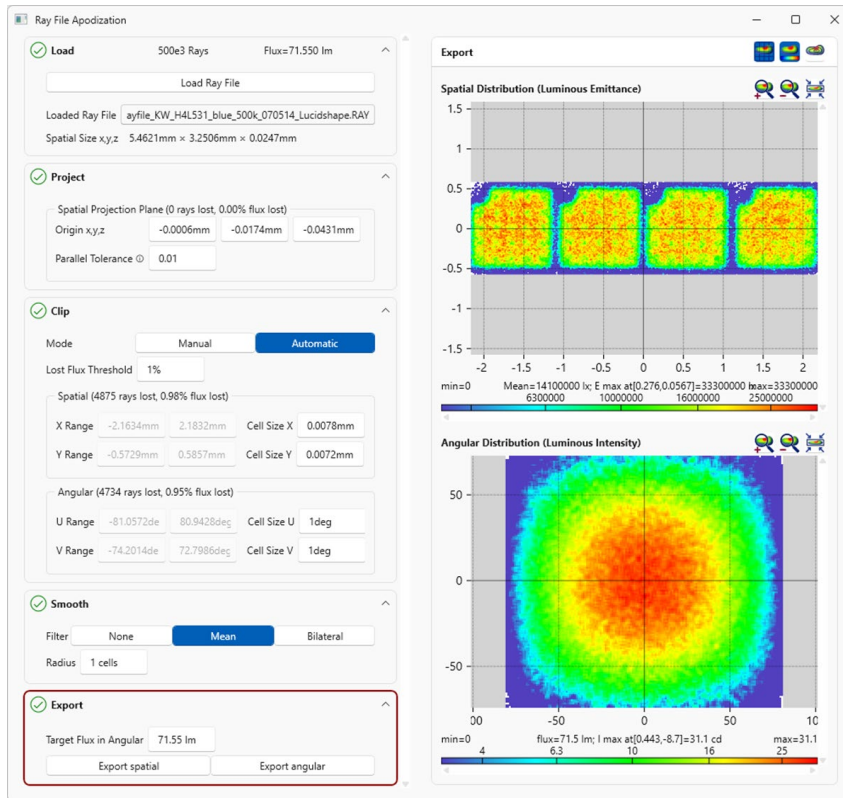 Ray File Apodization
Load 500e3 Rays Flux=71.550 lm
Load Ray File
Loaded Ray File ayfile_KW_H4L531_blue_500k_070514_Lucidshape.RAY
Spatial Size x,y,z 5.4621mm × 3.2506mm × 0.0247mm
Project
Spatial Projection Plane (0 rays lost, 0.00% flux lost)
Origin x,y,z -0.0006mm -0.0174mm -0.0431mm
Parallel Tolerance 0.01
Clip
Mode Manual Automatic
Lost Flux Threshold 1%
Spatial (4875 rays lost, 0.98% flux lost)
X Range -2.1634mm 2.1832mm Cell Size X 0.0078mm
Y Range -0.5729mm 0.5857mm Cell Size Y 0.0072mm
Angular (4734 rays lost, 0.95% flux lost)
U Range -81.0572de 80.9428deg Cell Size U 1deg
V Range -74.2014de 72.7986deg Cell Size V 1deg
Smooth
Filter None Mean Bilateral
Radius 1 cells
Export
Target Flux in Angular 71.55 lm
Export spatial Export angular
Export
Spatial Distribution (Luminous Emittance)
1.5
1
0.5
0
-0.5
-1
-1.5
-2 -1.5 -1 -0.5 0 0.5 1 1.5 2
min=0 Mean=14100000 lx; E max at[0.276,0.0567]=33300000 lx max=33300000
6300000 10000000 16000000 25000000
Angular Distribution (Luminous Intensity)
50
0
-50
00 -50 0 50 10
min=0 flux=71.5 lm; I max at[0.443,-8.7]=31.1 cd max=31.1
4 6.3 10 16 25